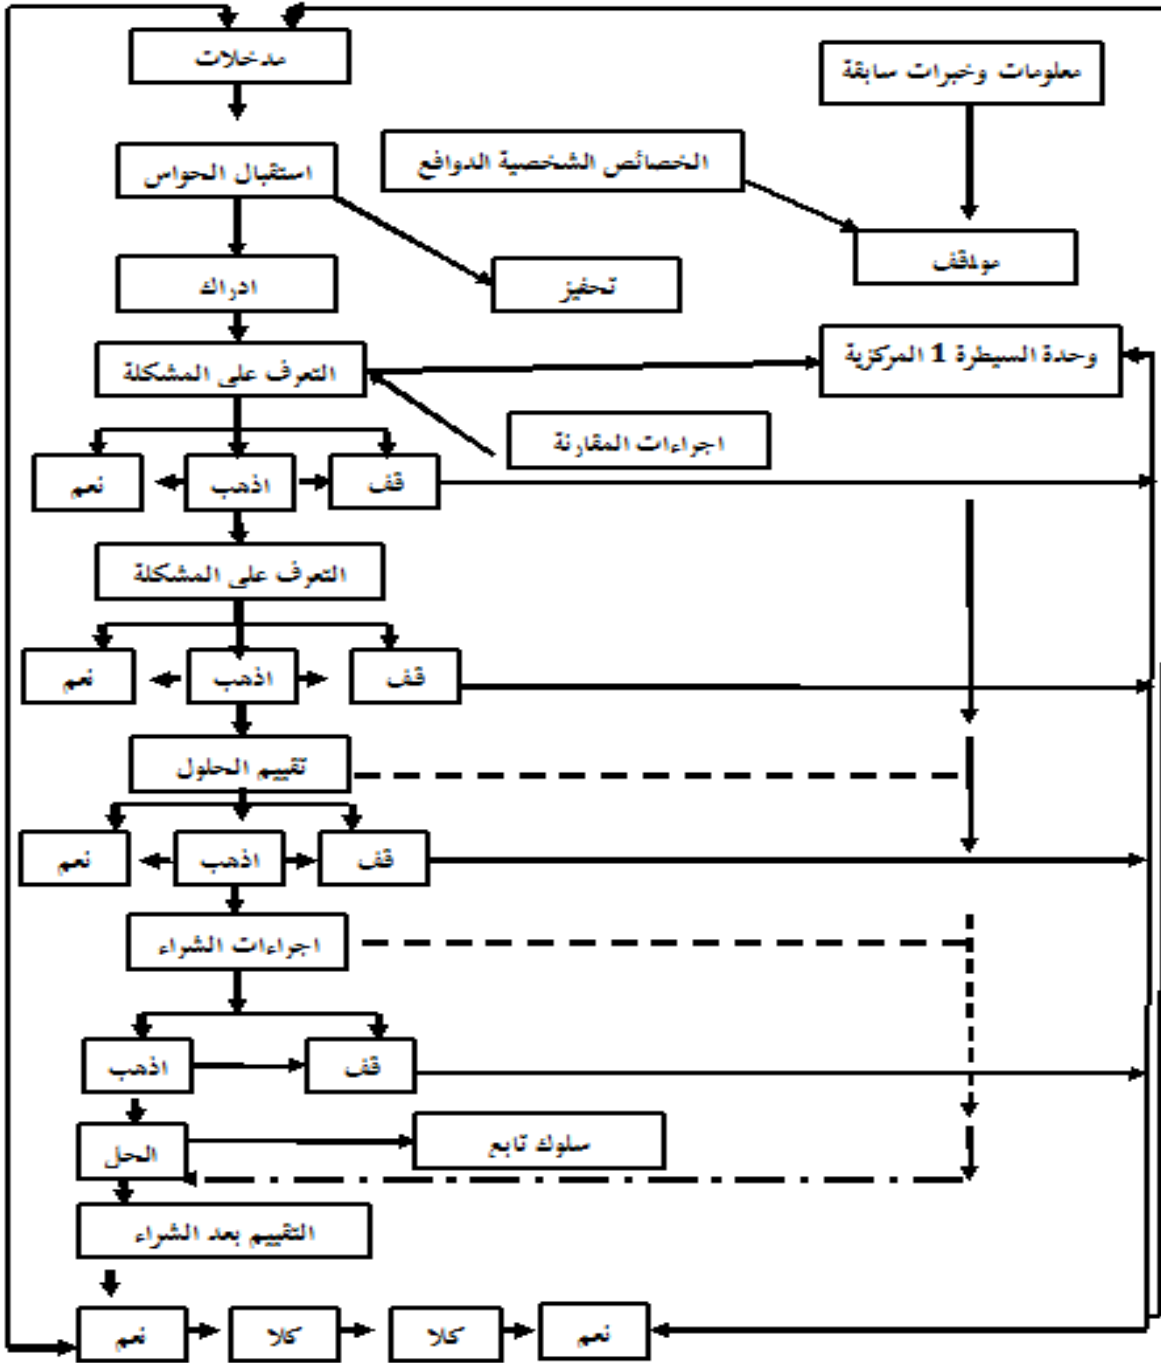 مدخلات
معلومات وخبرات سابقة
الخصائص الشخصية الدوافع
استقبال الحواس
مولقف
ادراك
تحفيز
وحدة السيطرة 1 المركزية
التعرف على المشكلة
اجراءات المقارنة
قف
اذهب
نعم
التعرف على المشكلة
قف
اذهب
نعم
تقييم الحلول
قف
اذهب
نعم
اجراءات الشراء
قف
اذهب
سلوك تابع
الحل
التقييم بعد الشراء
نعم
كلا
كلا
نعم